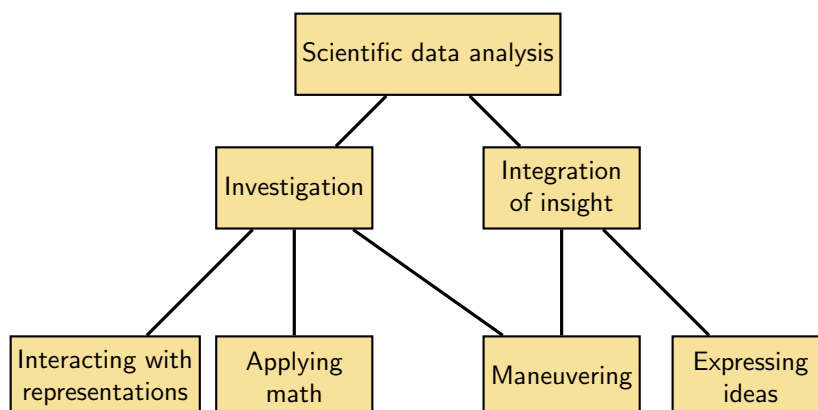 Scientific data analysis
Investigation
Integration
of insight
Interacting with
representations
Applying
math
Maneuvering
Expressing
ideas